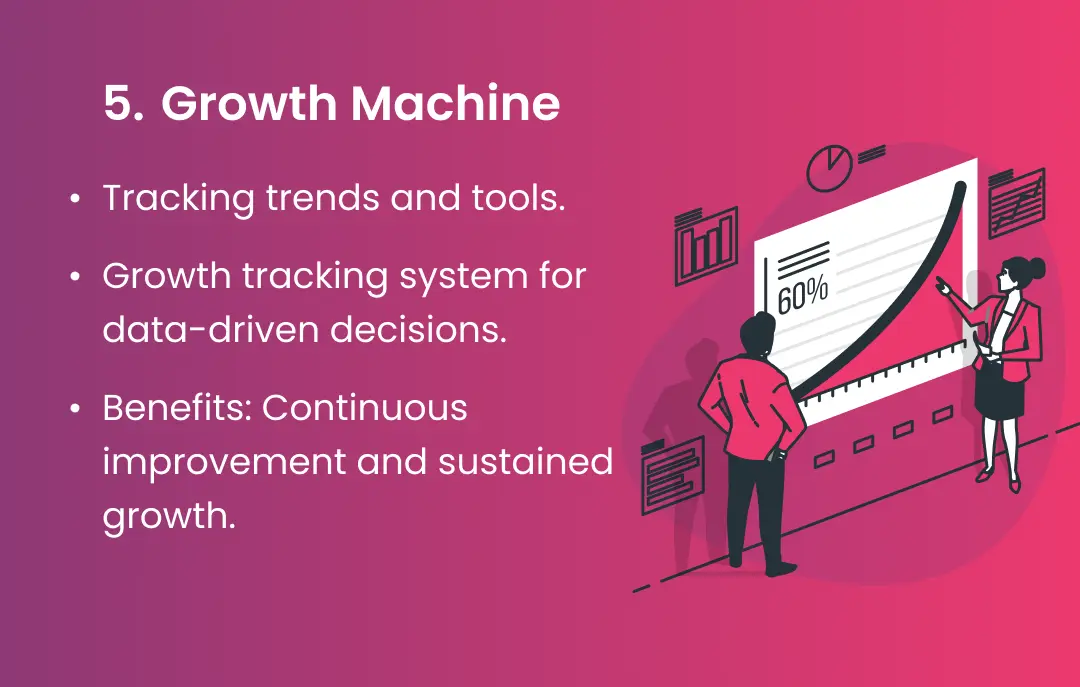 5. Growth Machine
• Tracking trends and tools.
• Growth tracking system for
data-driven decisions.
• Benefits: Continuous
improvement and sustained
growth.
60%